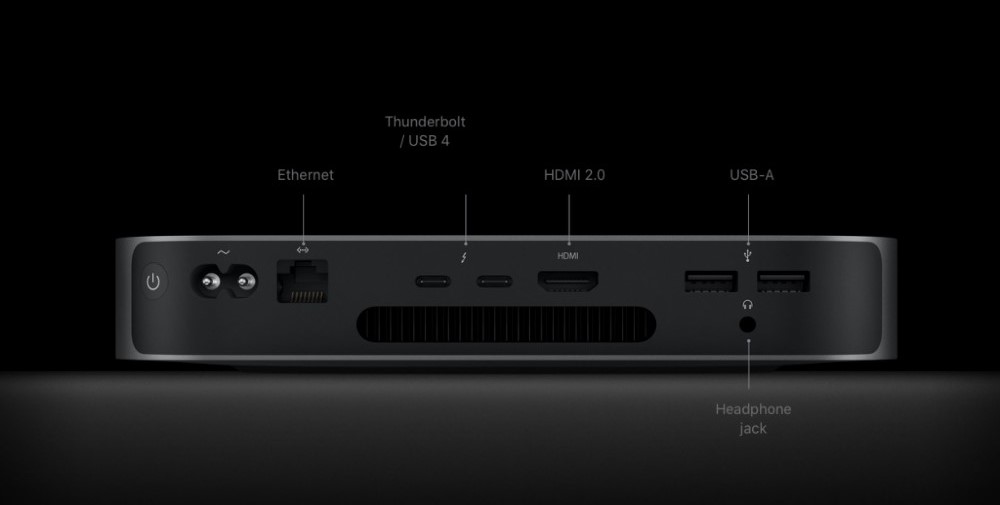 Thunderbolt
/ USB 4
Ethernet
HDMI 2.0
USB-A
HDMI
Headphone
jack